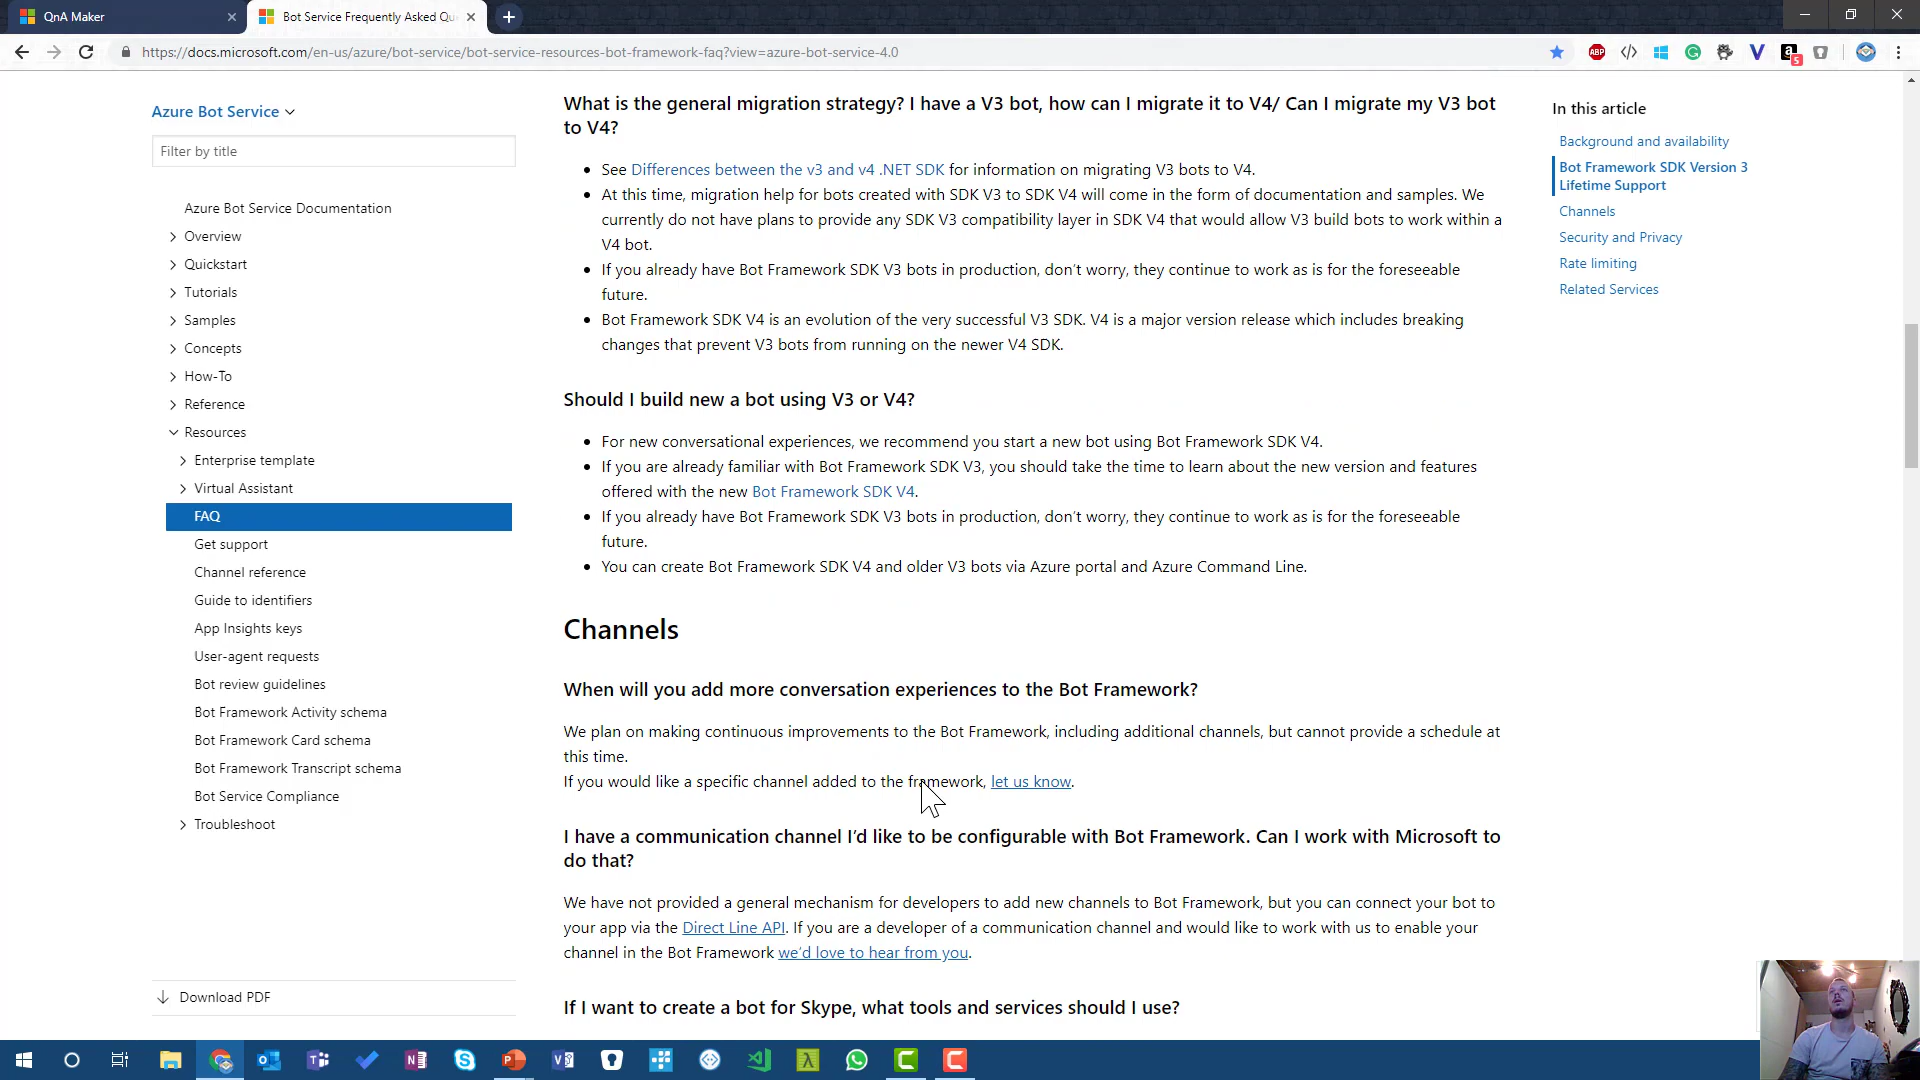 QnA Maker
Bot Service Frequently Asked Qu
https://docs.microsoft.com/en-us/azure/bot-service/bot-service-resources-bot-framework-faq?view=azure-bot-service-4.0
ABP
5
Azure Bot Service
Filter by title
Azure Bot Service Documentation
Overview
Quickstart
Tutorials
Samples
Concepts
How-To
Reference
Resources
Enterprise template
Virtual Assistant
FAQ
Get support
Channel reference
Guide to identifiers
App Insights keys
User-agent requests
Bot review guidelines
Bot Framework Activity schema
Bot Framework Card schema
Bot Framework Transcript schema
Bot Service Compliance
Troubleshoot
Download PDF
What is the general migration strategy? I have a V3 bot, how can I migrate it to V4/ Can I migrate my V3 bot
to V4?
• See Differences between the v3 and v4 .NET SDK for information on migrating V3 bots to V4.
• At this time, migration help for bots created with SDK V3 to SDK V4 will come in the form of documentation and samples. We
currently do not have plans to provide any SDK V3 compatibility layer in SDK V4 that would allow V3 build bots to work within a
V4 bot.
• If you already have Bot Framework SDK V3 bots in production, don't worry, they continue to work as is for the foreseeable
future.
• Bot Framework SDK V4 is an evolution of the very successful V3 SDK. V4 is a major version release which includes breaking
changes that prevent V3 bots from running on the newer V4 SDK.
Should I build new a bot using V3 or V4?
• For new conversational experiences, we recommend you start a new bot using Bot Framework SDK V4.
• If you are already familiar with Bot Framework SDK V3, you should take the time to learn about the new version and features
offered with the new Bot Framework SDK V4.
• If you already have Bot Framework SDK V3 bots in production, don't worry, they continue to work as is for the foreseeable
future.
• You can create Bot Framework SDK V4 and older V3 bots via Azure portal and Azure Command Line.
Channels
When will you add more conversation experiences to the Bot Framework?
We plan on making continuous improvements to the Bot Framework, including additional channels, but cannot provide a schedule at
this time.
If you would like a specific channel added to the framework, let us know.
I have a communication channel I'd like to be configurable with Bot Framework. Can I work with Microsoft to
do that?
We have not provided a general mechanism for developers to add new channels to Bot Framework, but you can connect your bot to
your app via the Direct Line API. If you are a developer of a communication channel and would like to work with us to enable your
channel in the Bot Framework we'd love to hear from you.
If I want to create a bot for Skype, what tools and services should I use?
In this article
Background and availability
Bot Framework SDK Version 3
Lifetime Support
Channels
Security and Privacy
Rate limiting
Related Services